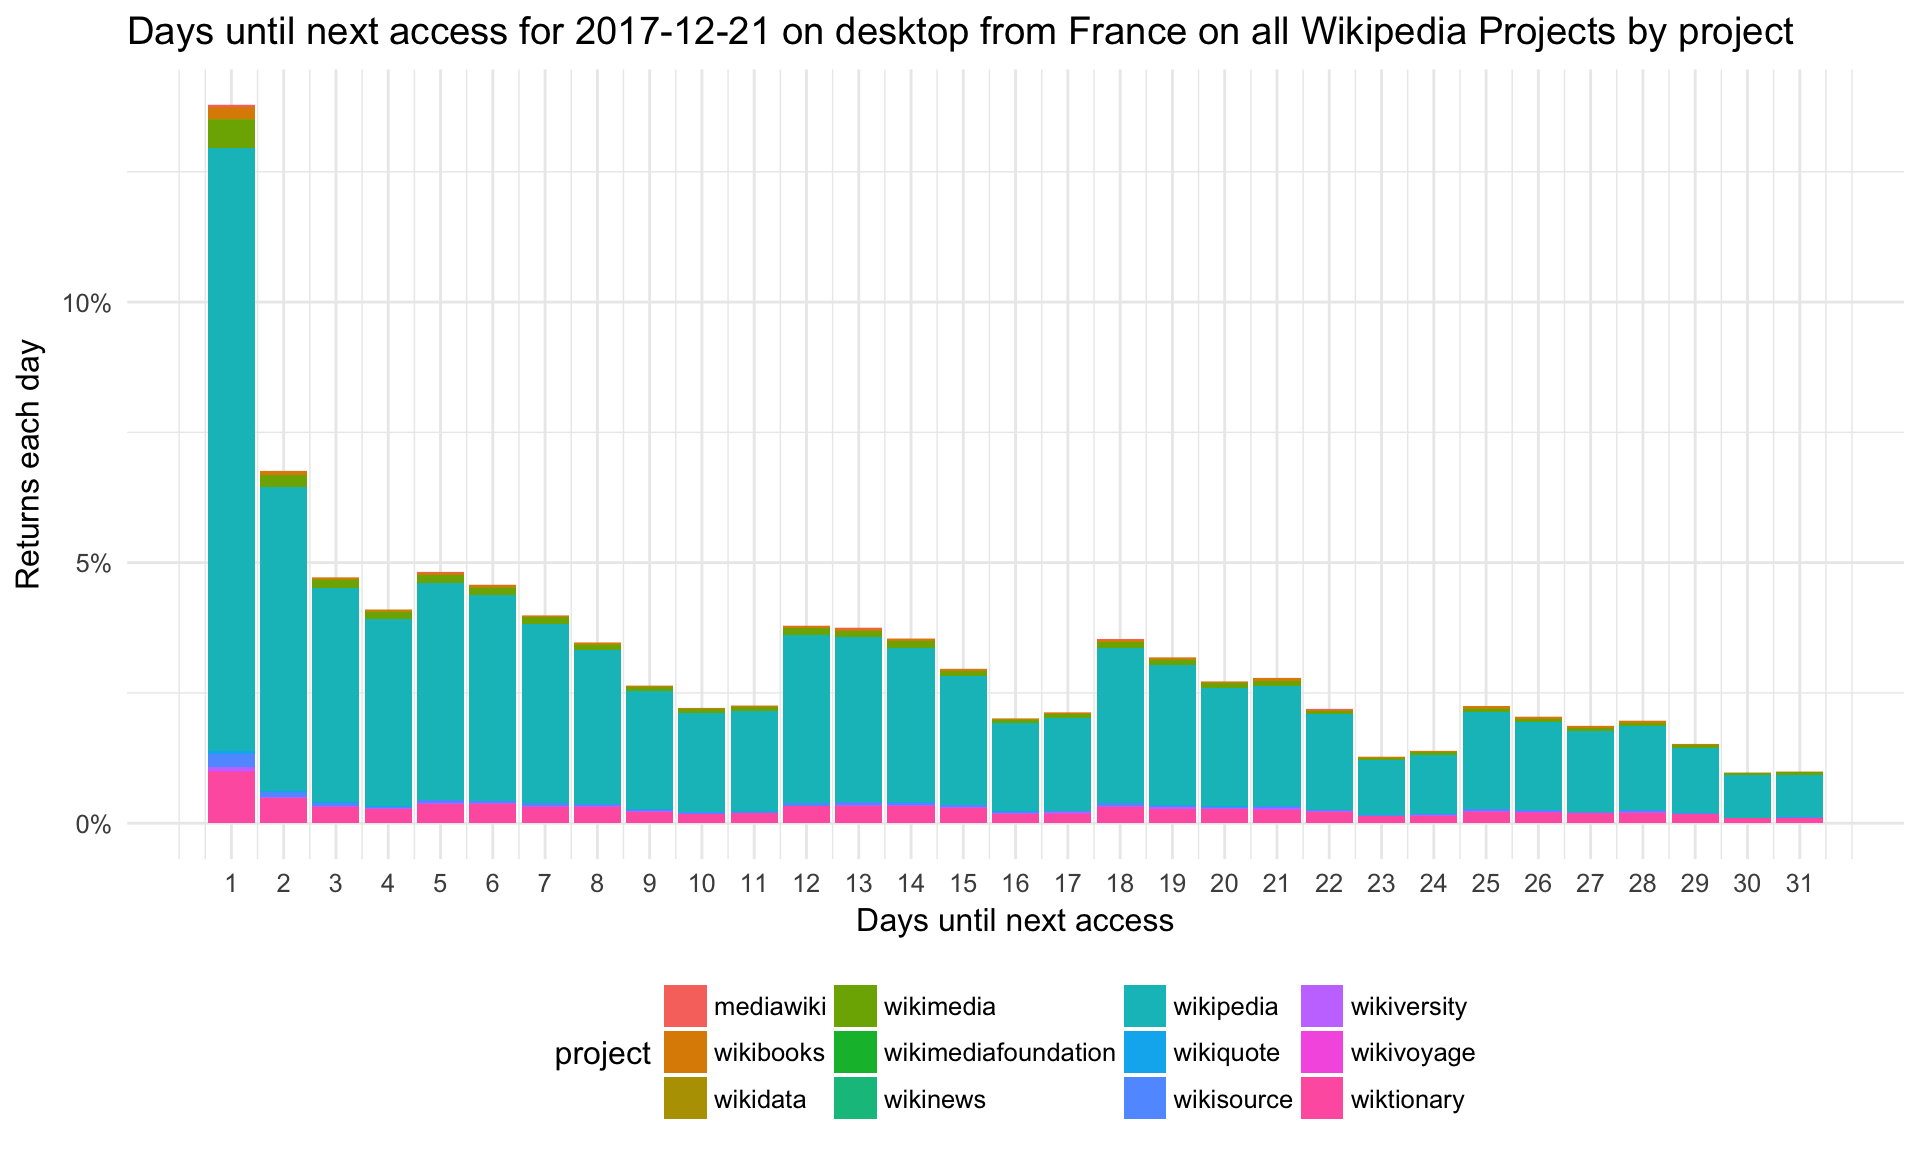 Days until next access for 2017-12-21 on desktop from France on all Wikipedia Projects by project
Returns each day
10%
5%
0%
1 2 3 4 5 6 7 8 9 10 11 12 13 14 15 16 17 18 19 20 21 22 23 24 25 26 27 28 29 30 31
Days until next access
project
mediawiki wikimedia wikipedia wikiversity
wikibooks wikimediafoundation wikiquote wikivoyage
wikidata wikinews wikisource wiktionary